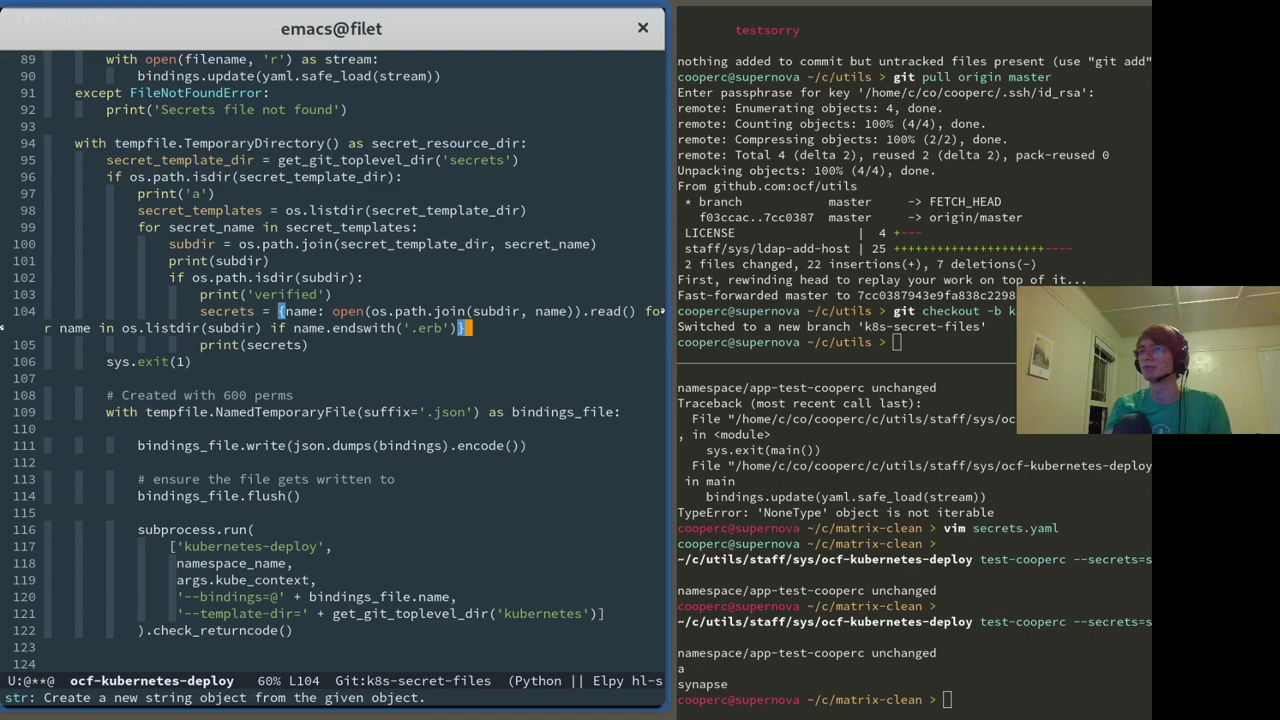 emacs@filet
89 with open(filename, 'r') as stream:
90 bindings.update(yaml.safe_load(stream))
91 except FileNotFoundError:
92 print('Secrets file not found')
93
94 with tempfile.TemporaryDirectory() as secret_resource_dir:
95 secret_template_dir = get_git_toplevel_dir('secrets')
96 if os.path.isdir(secret_template_dir):
97 print('a')
98 secret_templates = os.listdir(secret_template_dir)
99 for secret_name in secret_templates:
100 subdir = os.path.join(secret_template_dir, secret_name)
101 print(subdir)
102 if os.path.isdir(subdir):
103 print('verified')
104 secrets = {name: open(os.path.join(subdir, name)).read() fo
r name in os.listdir(subdir) if name.endswith('.erb')}
105 print(secrets)
106 sys.exit(1)
107
108 # Created with 600 perms
109 with tempfile.NamedTemporaryFile(suffix='.json') as bindings_file:
110
111 bindings_file.write(json.dumps(bindings).encode())
112
113 # ensure the file gets written to
114 bindings_file.flush()
115
116 subprocess.run(
117 ['kubernetes-deploy',
118 namespace_name,
119 args.kube_context,
120 '--bindings=@' + bindings_file.name,
121 '--template-dir=' + get_git_toplevel_dir('kubernetes')]
122 ).check_returncode()
123
124
U:@**@ ocf-kubernetes-deploy 60% L104 Git:k8s-secret-files (Python || Elpy hl-s
str: Create a new string object from the given object.
testsorry
nothing added to commit but untracked files present (use "git add"
cooperc@supernova ~/c/utils > git pull origin master
Enter passphrase for key '/home/c/co/cooperc/.ssh/id_rsa':
remote: Enumerating objects: 4, done.
remote: Counting objects: 100% (4/4), done.
remote: Compressing objects: 100% (2/2), done.
remote: Total 4 (delta 2), reused 2 (delta 2), pack-reused 0
Unpacking objects: 100% (4/4), done.
From github.com:ocf/utils
* branch master -> FETCH_HEAD
f03ccac..7cc0387 master -> origin/master
LICENSE | 4 +---
staff/sys/ldap-add-host | 25 +++++++++++++++++++++----
2 files changed, 22 insertions(+), 7 deletions(-)
First, rewinding head to replay your work on top of it...
Fast-forwarded master to 7cc0387943e9fa838c2298
cooperc@supernova ~/c/utils > git checkout -b k
Switched to a new branch 'k8s-secret-files'
cooperc@supernova ~/c/utils >
namespace/app-test-cooperc unchanged
Traceback (most recent call last):
File "/home/c/co/cooperc/c/utils/staff/sys/o
, in <module>
sys.exit(main())
File "/home/c/co/cooperc/c/utils/staff/sys/ocf-kubernetes-deploy
in main
bindings.update(yaml.safe_load(stream))
TypeError: 'NoneType' object is not iterable
cooperc@supernova ~/c/matrix-clean > vim secrets.yaml
cooperc@supernova ~/c/matrix-clean >
~/c/utils/staff/sys/ocf-kubernetes-deploy test-cooperc --secrets=s
namespace/app-test-cooperc unchanged
cooperc@supernova ~/c/matrix-clean >
~/c/utils/staff/sys/ocf-kubernetes-deploy test-cooperc --secrets=s
namespace/app-test-cooperc unchanged
a
synapse
cooperc@supernova ~/c/matrix-clean >